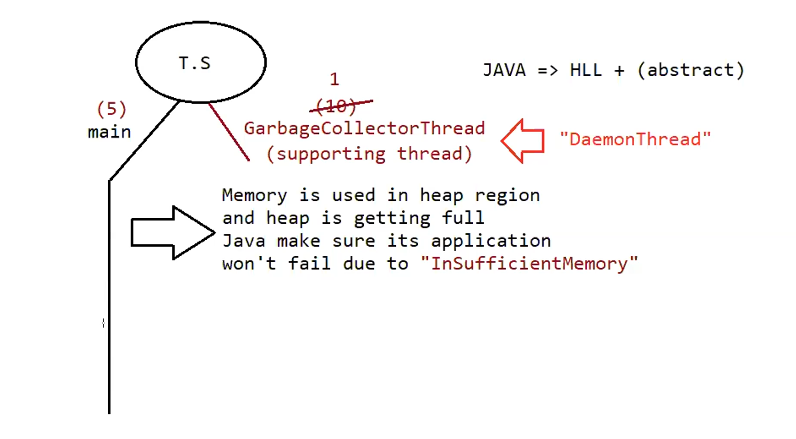 T.S
JAVA => HLL + (abstract)
1
(10)
(5)
main
GarbageCollectorThread
(supporting thread)
"DaemonThread"
Memory is used in heap region
and heap is getting full
Java make sure its application
won't fail due to "InSufficientMemory"